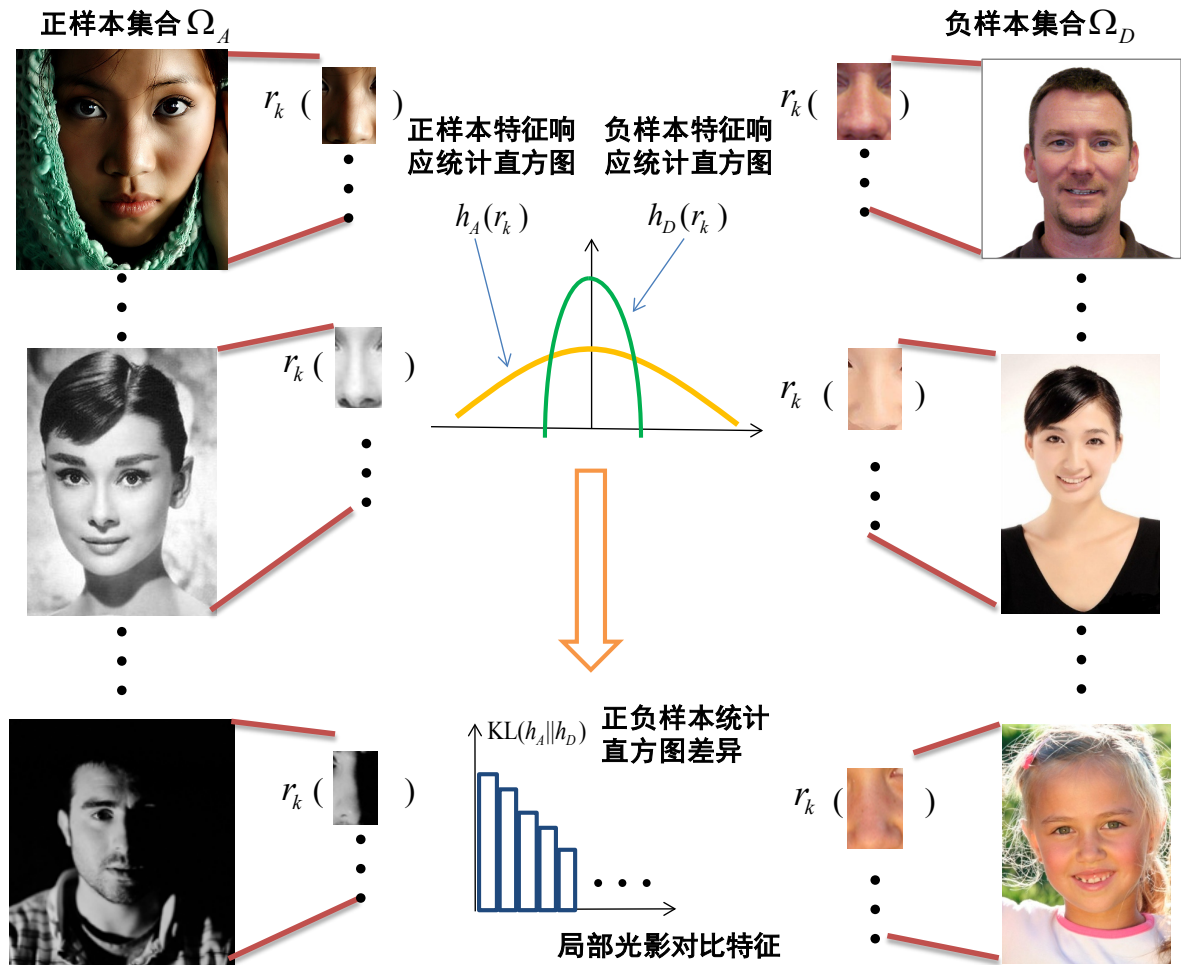 正样本集合 Ω_A
负样本集合 Ω_D
r_k ( )
r_k ( )
正样本特征响
应统计直方图
负样本特征响
应统计直方图
h_A(r_k)
h_D(r_k)
r_k ( )
r_k ( )
KL(h_A||h_D)
正负样本统计
直方图差异
r_k ( )
r_k ( )
局部光影对比特征